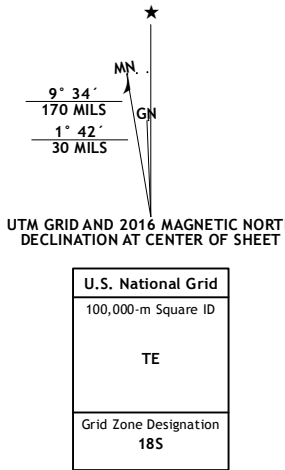 ★
MN
GN
9° 34´
170 MILS
1° 42´
30 MILS
UTM GRID AND 2016 MAGNETIC NORT
DECLINATION AT CENTER OF SHEET
U.S. National Grid
100,000-m Square ID
TE
Grid Zone Designation
18S